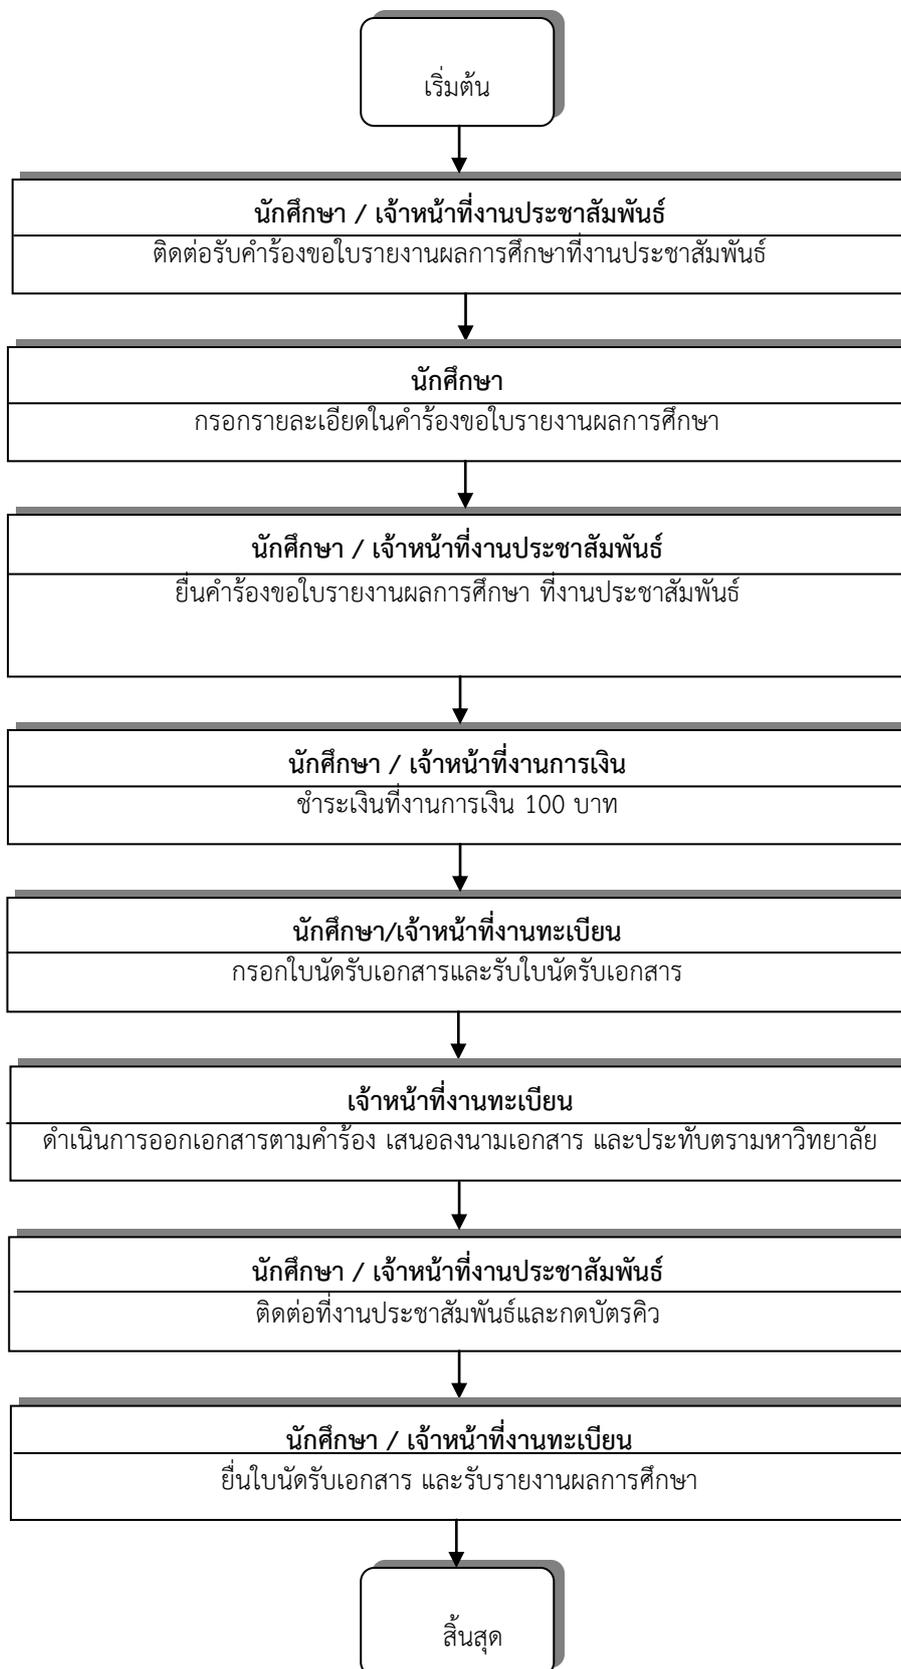 เริ่มต้น
นักศึกษา / เจ้าหน้าที่งานประชาสัมพันธ์
ติดต่อรับคำร้องขอใบรายงานผลการศึกษาที่งานประชาสัมพันธ์
นักศึกษา
กรอกรายละเอียดในคำร้องขอใบรายงานผลการศึกษา
นักศึกษา / เจ้าหน้าที่งานประชาสัมพันธ์
ยื่นคำร้องขอใบรายงานผลการศึกษา ที่งานประชาสัมพันธ์
นักศึกษา / เจ้าหน้าที่งานการเงิน
ชำระเงินที่งานการเงิน 100 บาท
นักศึกษา/เจ้าหน้าที่งานทะเบียน
กรอกใบนัดรับเอกสารและรับใบนัดรับเอกสาร
เจ้าหน้าที่งานทะเบียน
ดำเนินการออกเอกสารตามคำร้อง เสนอลงนามเอกสาร และประทับตรามหาวิทยาลัย
นักศึกษา / เจ้าหน้าที่งานประชาสัมพันธ์
ติดต่อที่งานประชาสัมพันธ์และกดบัตรคิว
นักศึกษา / เจ้าหน้าที่งานทะเบียน
ยื่นใบนัดรับเอกสาร และรับรายงานผลการศึกษา
สิ้นสุด